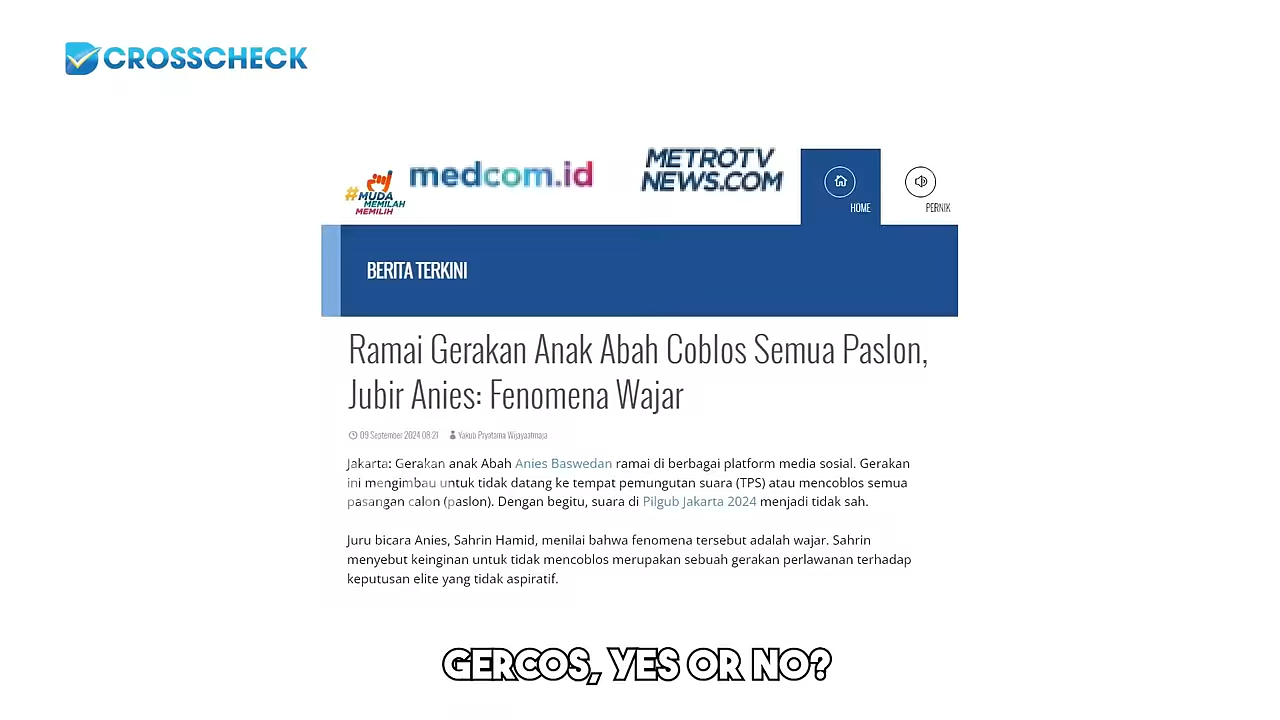 CROSSCHECK
#MUDA
MEMILAH
MEMILIH
medcom.id
METROTV
NEWS.COM
HOME
PERNIK
BERITA TERKINI
Ramai Gerakan Anak Abah Coblos Semua Paslon,
Jubir Anies: Fenomena Wajar
09 September 2024 08:21 Yakub Pryatama Wijayaatmaja
Jakarta: Gerakan anak Abah Anies Baswedan ramai di berbagai platform media sosial. Gerakan
ini mengimbau untuk tidak datang ke tempat pemungutan suara (TPS) atau mencoblos semua
pasangan calon (paslon). Dengan begitu, suara di Pilgub Jakarta 2024 menjadi tidak sah.
Juru bicara Anies, Sahrin Hamid, menilai bahwa fenomena tersebut adalah wajar. Sahrin
menyebut keinginan untuk tidak mencoblos merupakan sebuah gerakan perlawanan terhadap
keputusan elite yang tidak aspiratif.
GERCOS, YES OR NO?